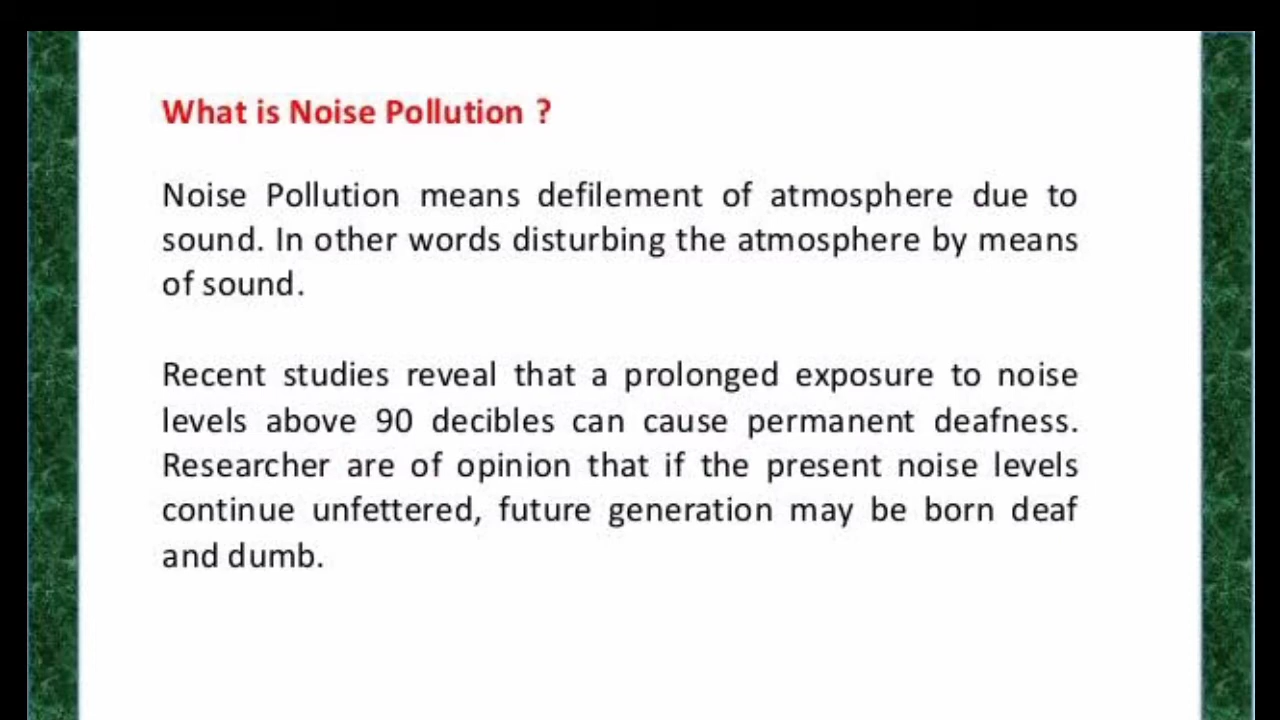 What is Noise Pollution ?
Noise Pollution means defilement of atmosphere due to
sound. In other words disturbing the atmosphere by means
of sound.
Recent studies reveal that a prolonged exposure to noise
levels above 90 decibles can cause permanent deafness.
Researcher are of opinion that if the present noise levels
continue unfettered, future generation may be born deaf
and dumb.